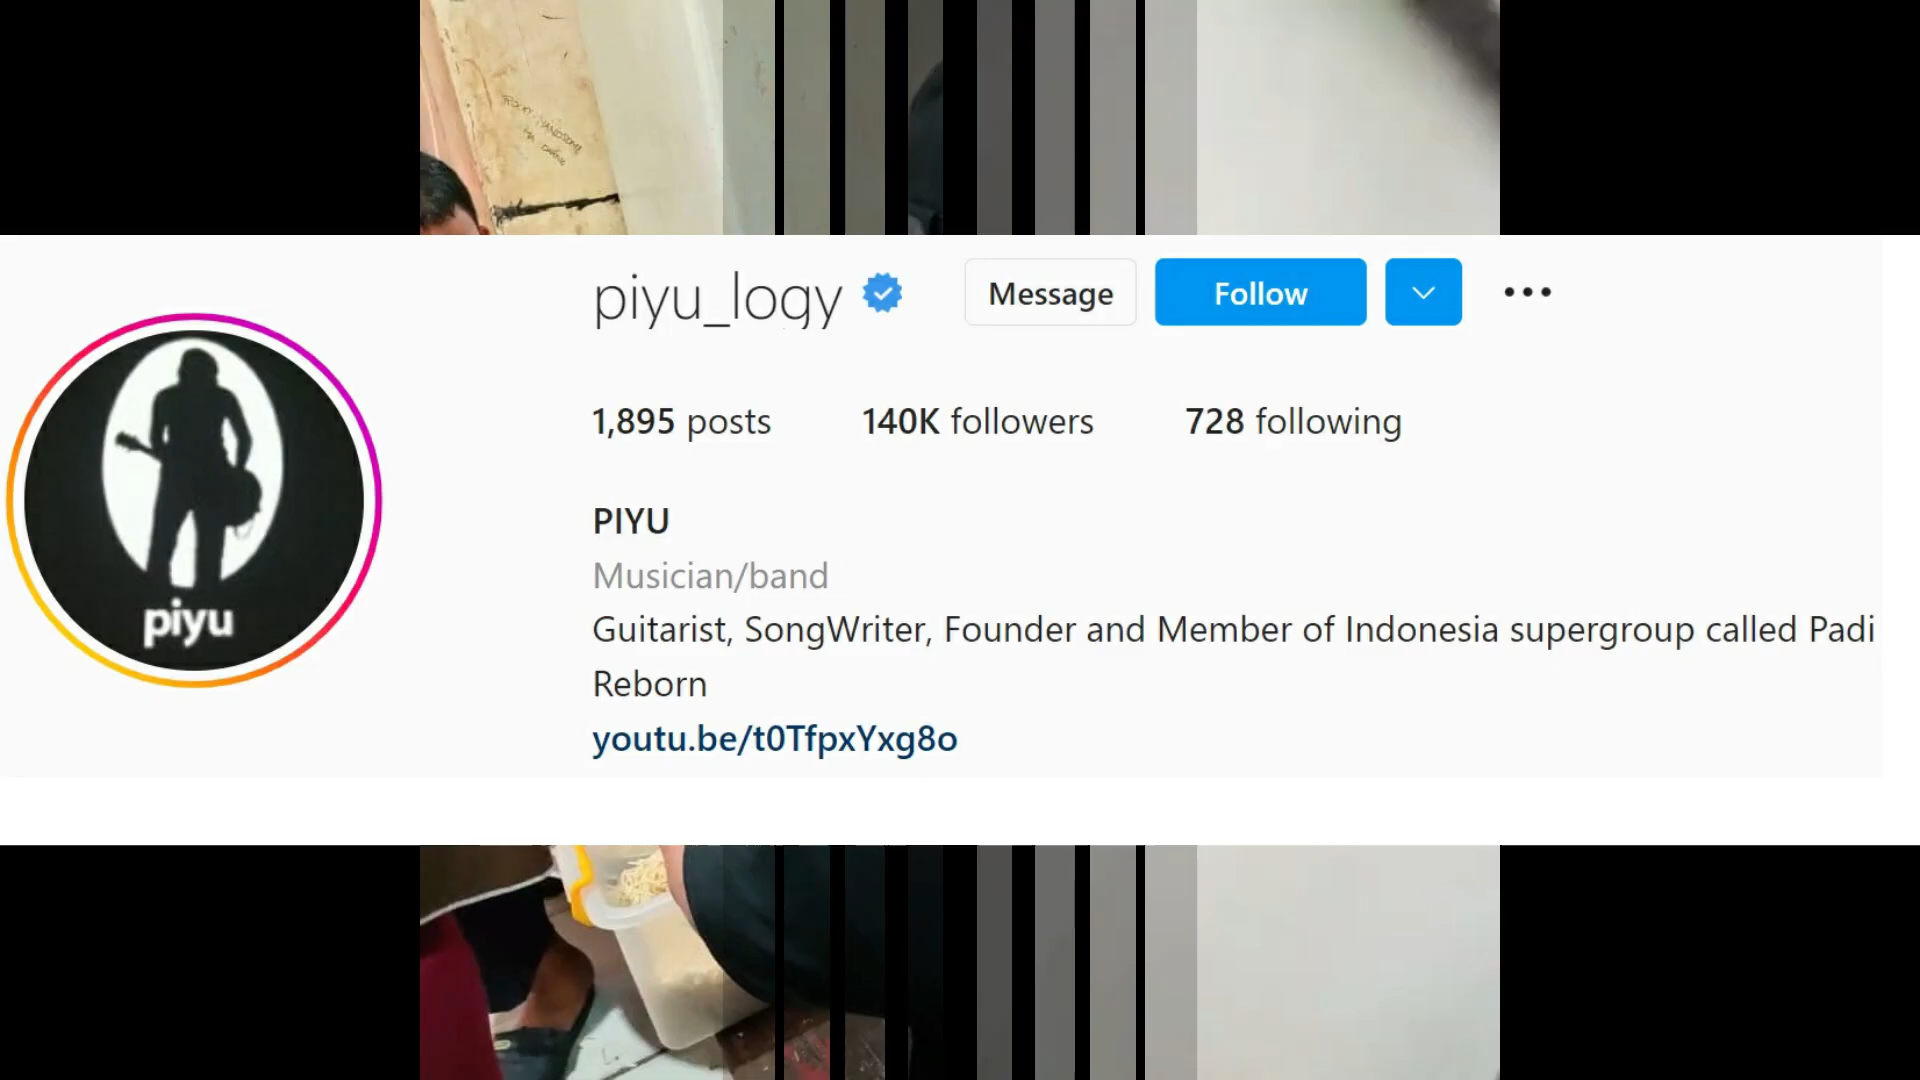 piyu_logy Message Follow
1,895 posts 140K followers 728 following
PIYU
Musician/band
Guitarist, SongWriter, Founder and Member of Indonesia supergroup called Padi
Reborn
youtu.be/t0TfpxYxg8o
piyu